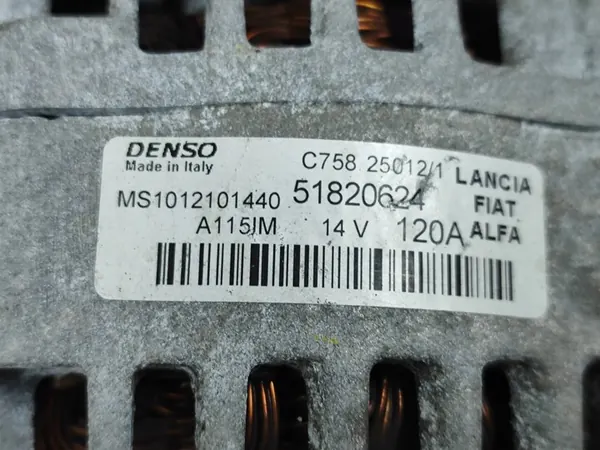 DENSO
Made in Italy
C758 25012/1
LANCIA
FIAT
ALFA
MS1012101440 51820624
A115IM 14 V 120A